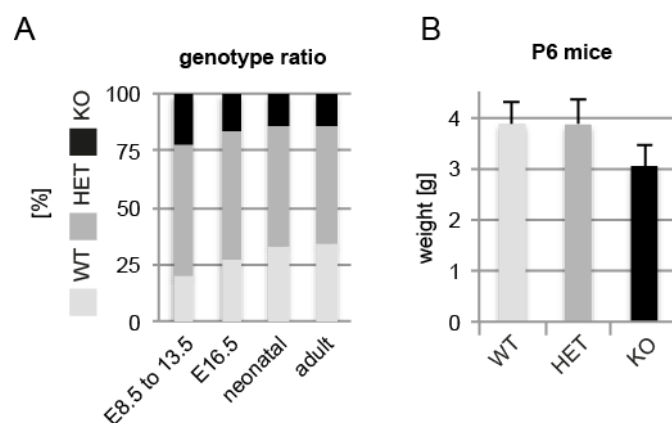 A
genotype ratio
[%]
WT HET KO
100
75
50
25
0
E8.5 to 13.5
E16.5
neonatal
adult
B
P6 mice
weight [g]
4
3
2
1
0
WT
HET
KO